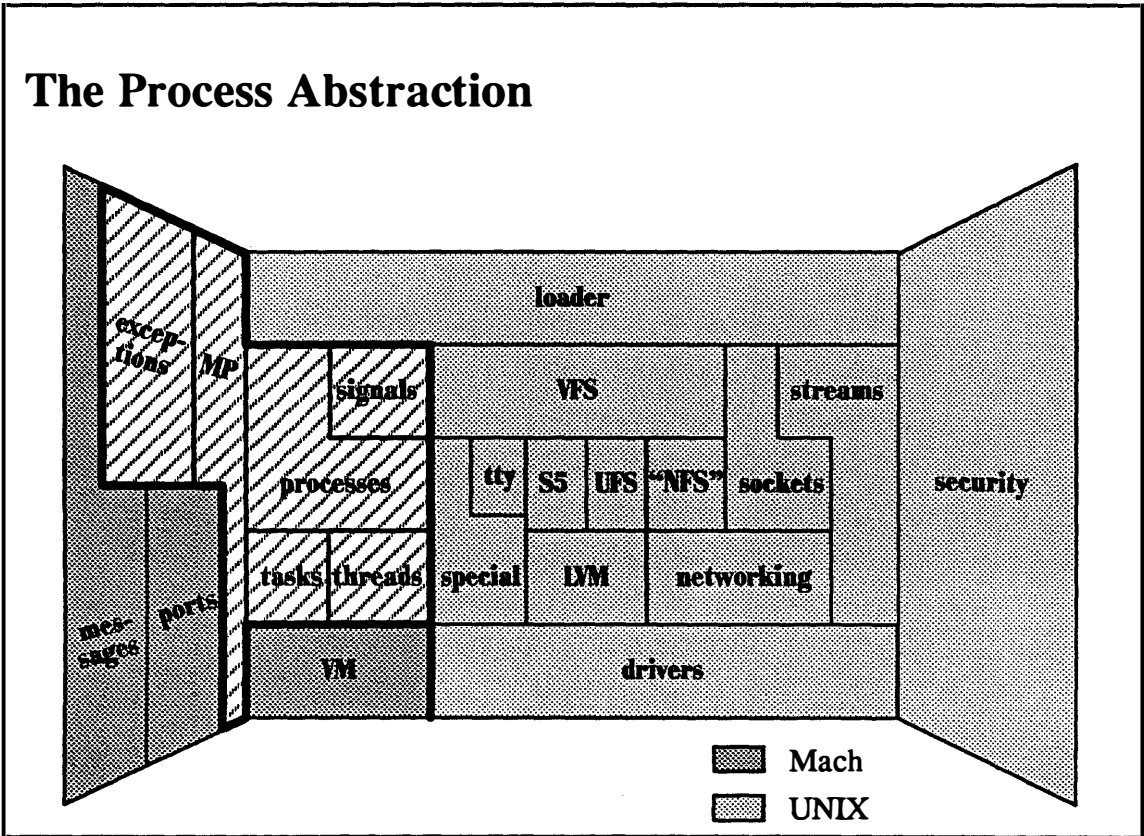 The Process Abstraction
loader
excep-
tions
MP
signals
VFS
streams
processes
tty
S5
UFS
“NFS”
sockets
security
tasks
threads
special
LVM
networking
mes-
sages
ports
VM
drivers
Mach
UNIX